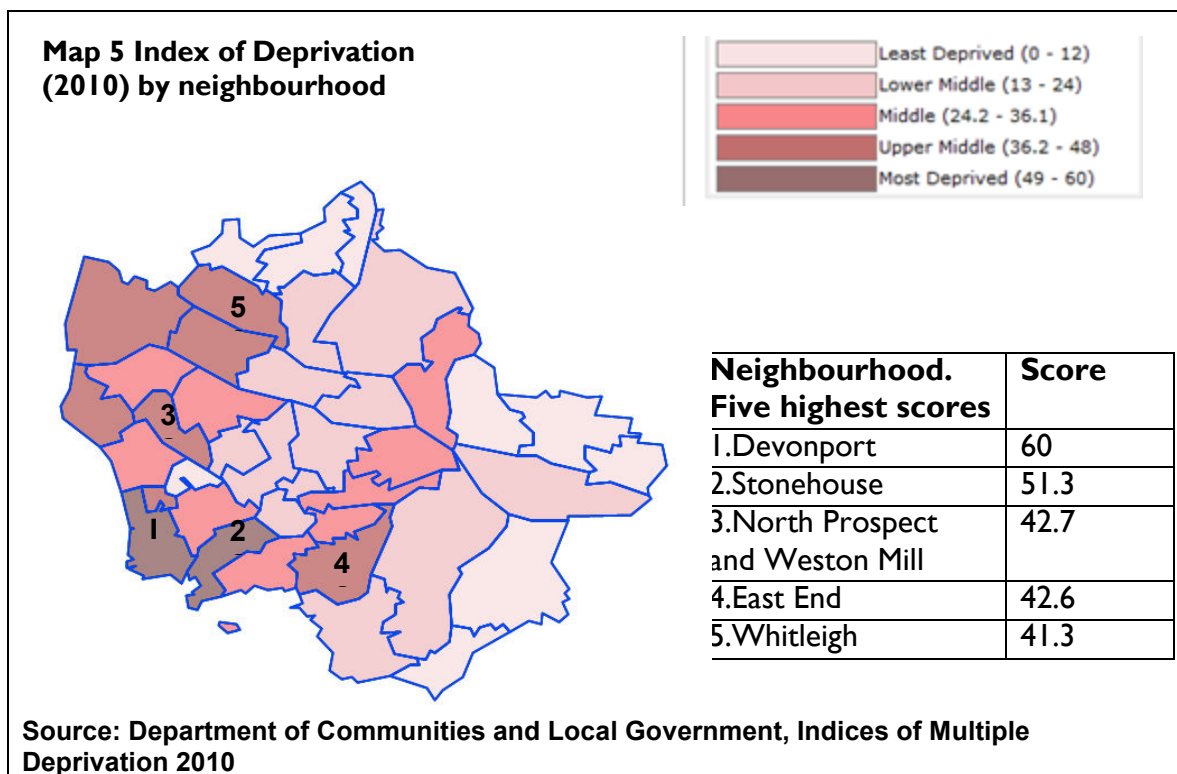 Map 5 Index of Deprivation
(2010) by neighbourhood
Least Deprived (0 - 12)
Lower Middle (13 - 24)
Middle (24.2 - 36.1)
Upper Middle (36.2 - 48)
Most Deprived (49 - 60)
5
3
1
2
4
Neighbourhood. Score
Five highest scores
1.Devonport 60
2.Stonehouse 51.3
3.North Prospect 42.7
and Weston Mill
4.East End 42.6
5.Whitleigh 41.3
Source: Department of Communities and Local Government, Indices of Multiple
Deprivation 2010